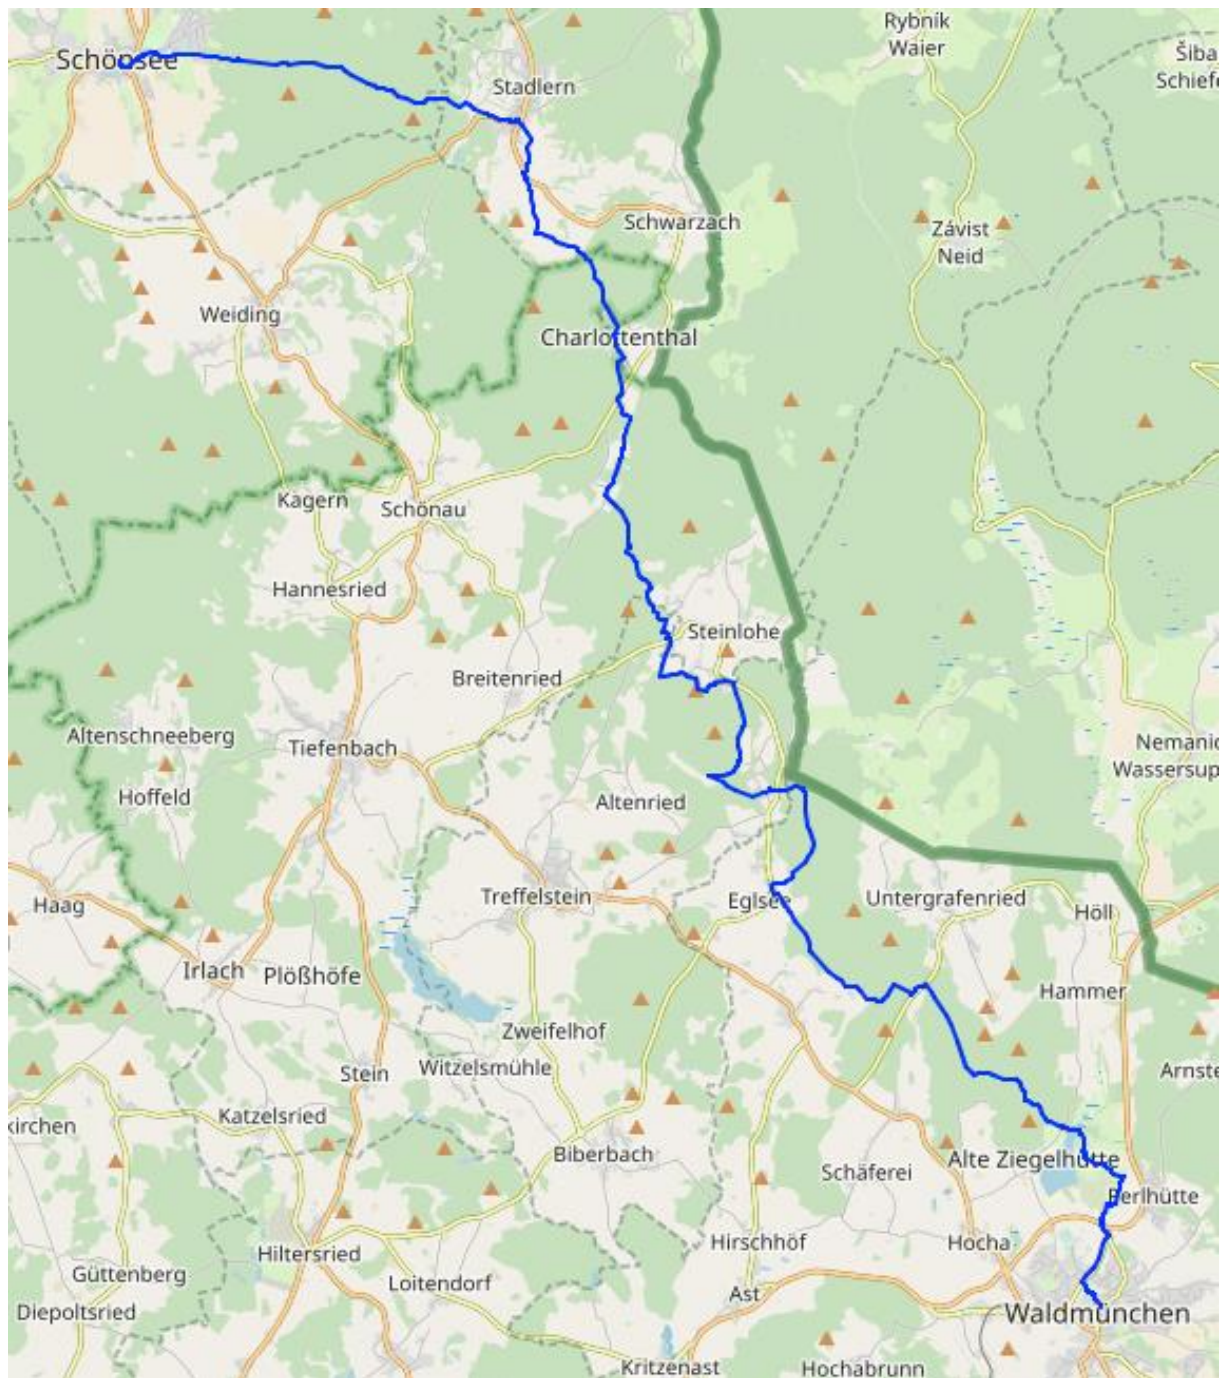 Rybník
Waier
Schönsee
Šiba
Schiefe
Stadlern
Schwarzach
Závist
Neid
Weiding
Charlottenthal
Kagern
Schönau
Hannesried
Steinlohe
Breitenried
Altenschneeberg
Tiefenbach
Nemanic
Wassersup
Hoffeld
Altenried
Treffelstein
Eglsee
Untergrafenried
Haag
Höll
Irlach
Plößhöfe
Hammer
Zweifelhof
Witzelsmühle
Stein
Arnste
Katzelsried
kirchen
Biberbach
Alte Ziegelhütte
Schäferei
Perlhütte
Hiltersried
Hirschhöf
Hocha
Güttenberg
Loitendorf
Ast
Diepoltsried
Waldmünchen
Kritzenast
Hochabrunn